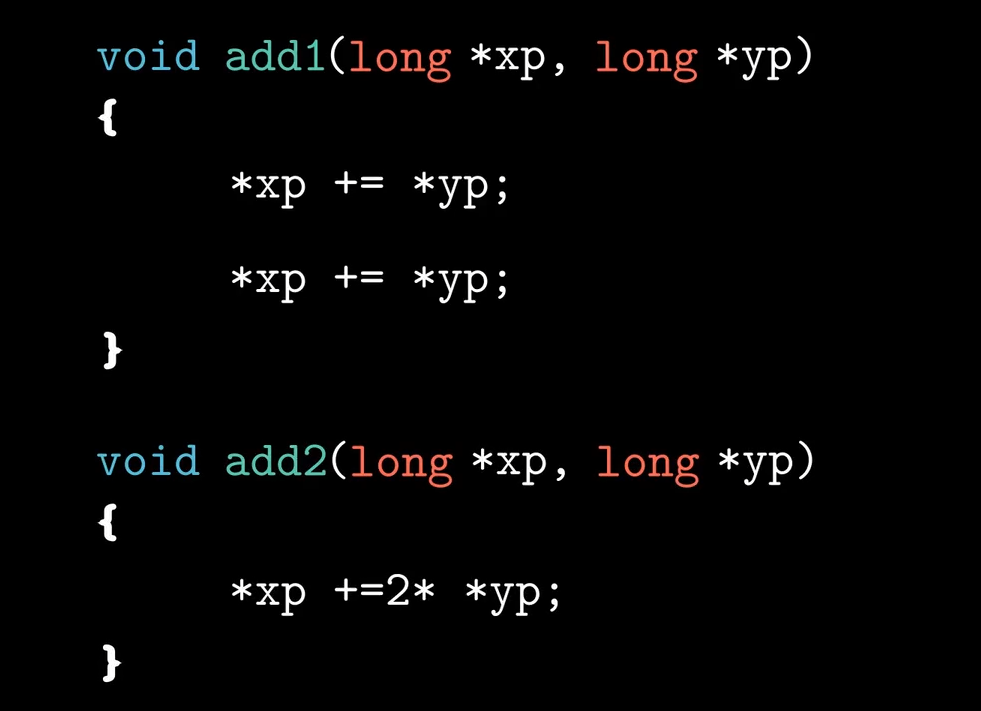 void add1(long *xp, long *yp)
{
*xp += *yp;
*xp += *yp;
}
void add2(long *xp, long *yp)
{
*xp +=2* *yp;
}